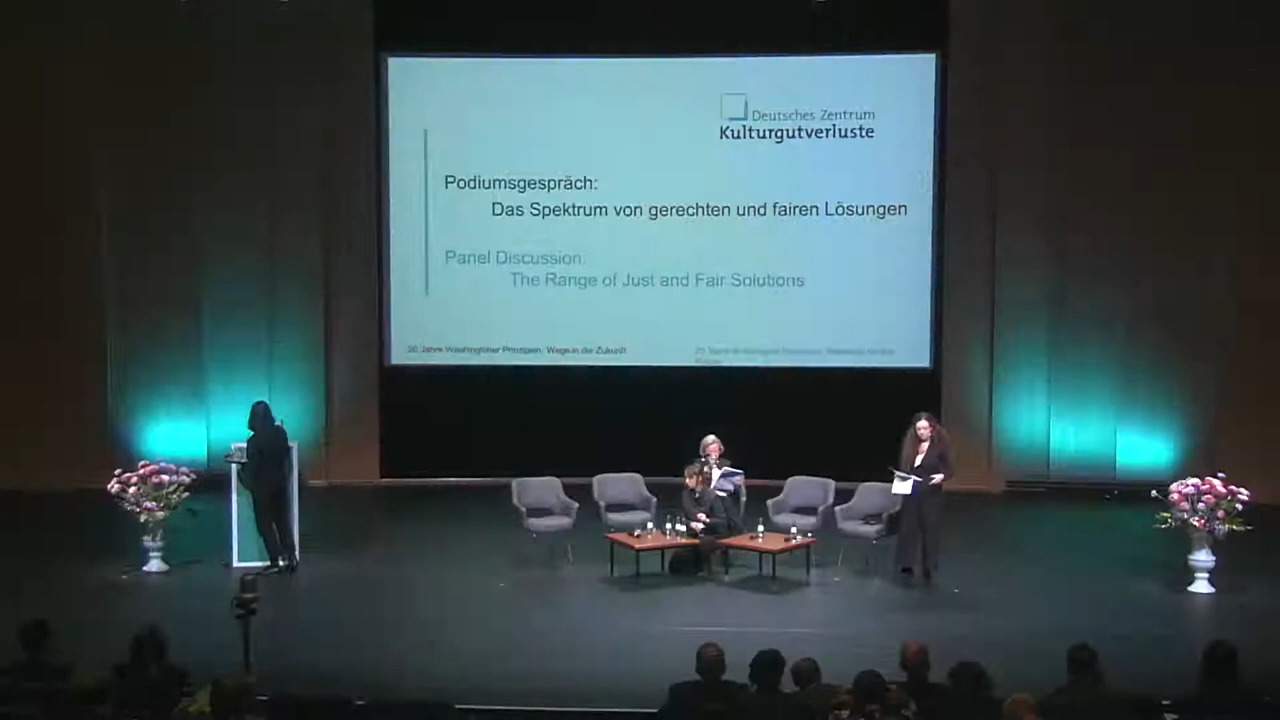 Deutsches Zentrum
Kulturgutverluste
Podiumsgespräch:
Das Spektrum von gerechten und fairen Lösungen
Panel Discussion:
The Range of Just and Fair Solutions
20 Jahre Washingtoner Prinzipien: Wege in die Zukunft